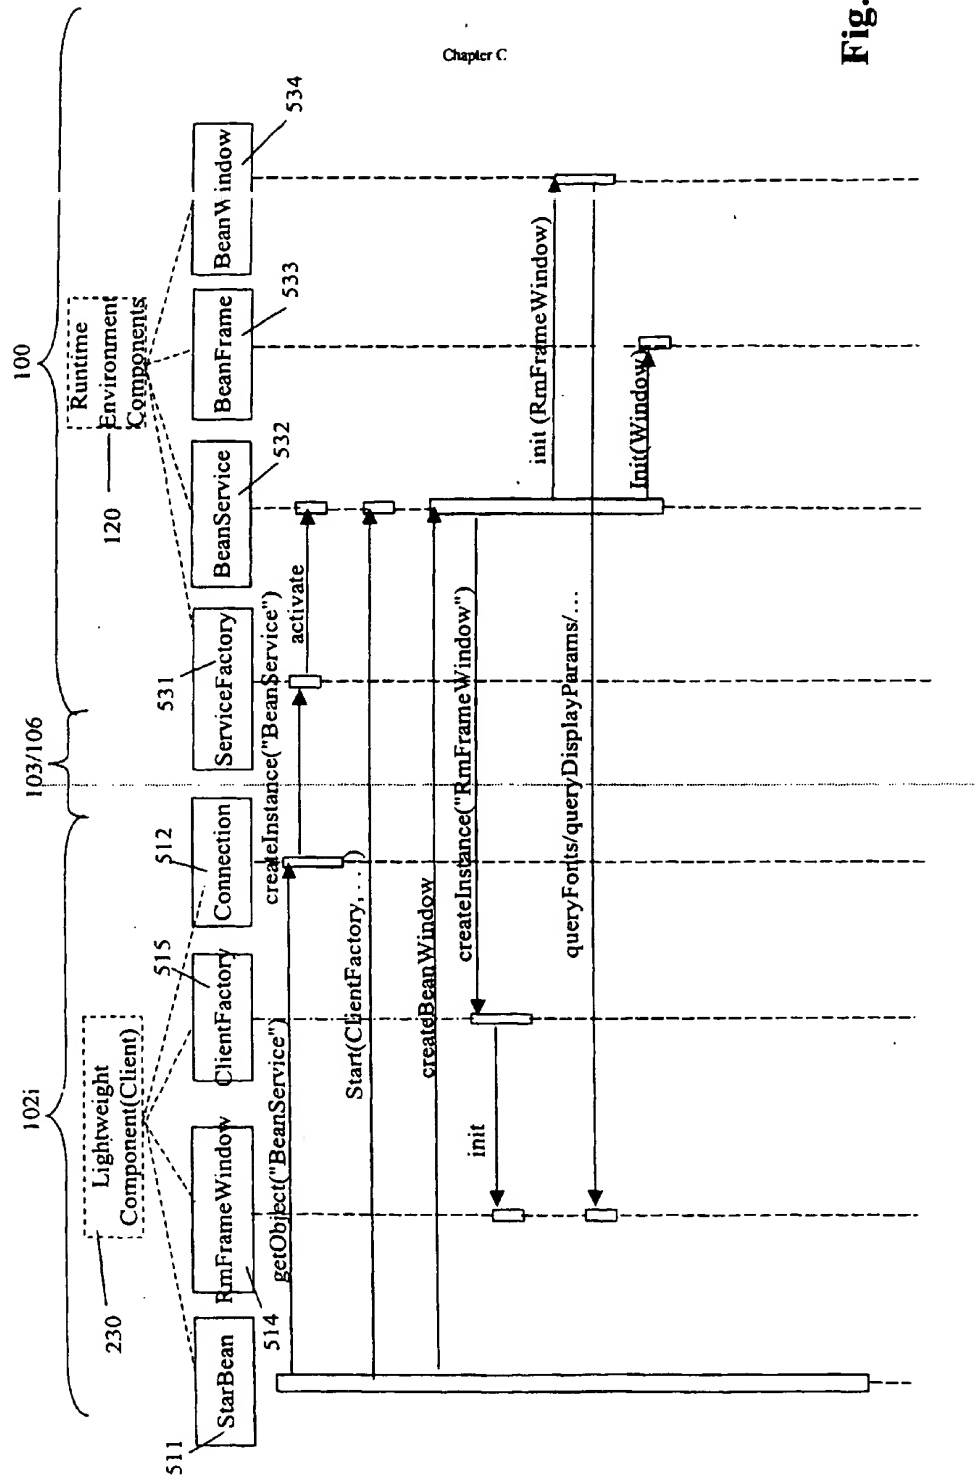 Chapter C
Fig.
102i
103/106
100
230
Lightweight
Component(Client)
120
Runtime
Environment
Components
511
StarBean
514
RmFrameWindow
515
ClientFactory
512
Connection
531
ServiceFactory
532
BeanService
533
BeanFrame
534
BeanWindow
getObject("BeanService")
createInstance("BeanService")
activate
Start(ClientFactory,...)
createBeanWindow
createInstance("RmFrameWindow")
init
init (RmFrameWindow)
queryFonts/queryDisplayParams/...
Init(Window)